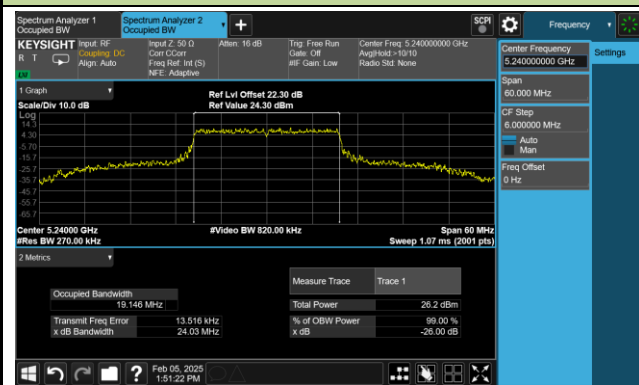 Spectrum Analyzer 1
Occupied BW
Spectrum Analyzer 2
Occupied BW
SCPI
Frequency
KEYSIGHT
R T
Input: RF
Coupling: DC
Align: Auto
Input Z: 50 Ω
Corr CCorr
Freq Ref: Int (S)
NFE: Adaptive
Atten: 16 dB
Trig: Free Run
Gate: Off
#IF Gain: Low
Center Freq: 5.240000000 GHz
Avg|Hold:>10/10
Radio Std: None
Center Frequency
5.240000000 GHz
Settings
Span
60.000 MHz
CF Step
6.000000 MHz
Auto
Man
Freq Offset
0 Hz
1 Graph
Scale/Div 10.0 dB
Ref Lvl Offset 22.30 dB
Ref Value 24.30 dBm
Log
14.3
4.30
-5.70
-15.7
-25.7
-35.7
-45.7
-55.7
-65.7
Center 5.24000 GHz
#Res BW 270.00 kHz
#Video BW 820.00 kHz
Span 60 MHz
Sweep 1.07 ms (2001 pts)
2 Metrics
Measure Trace Trace 1
Occupied Bandwidth
19.146 MHz
Total Power 26.2 dBm
Transmit Freq Error 13.516 kHz
% of OBW Power 99.00 %
x dB Bandwidth 24.03 MHz
x dB -26.00 dB
Feb 05, 2025
1:51:22 PM